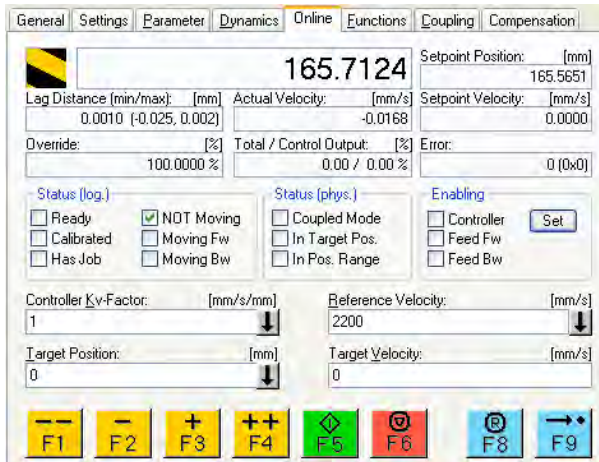 General Settings Parameter Dynamics Online Functions Coupling Compensation
165.7124
Setpoint Position: [mm]
165.5651
Lag Distance (min/max): [mm] Actual Velocity: [mm/s] Setpoint Velocity: [mm/s]
0.0010 (-0.025, 0.002) -0.0168 0.0000
Override: [%] Total / Control Output: [%] Error:
100.0000 % 0.00 / 0.00 % 0 (0x0)
Status (log.) Status (phys.) Enabling
Ready NOT Moving Coupled Mode Controller Set
Calibrated Moving Fw In Target Pos. Feed Fw
Has Job Moving Bw In Pos. Range Feed Bw
Controller Kv-Factor: [mm/s/mm] Reference Velocity: [mm/s]
1 2200
Target Position: [mm] Target Velocity: [mm/s]
0 0
-- - + ++ ® →•
F1 F2 F3 F4 F5 F6 F8 F9